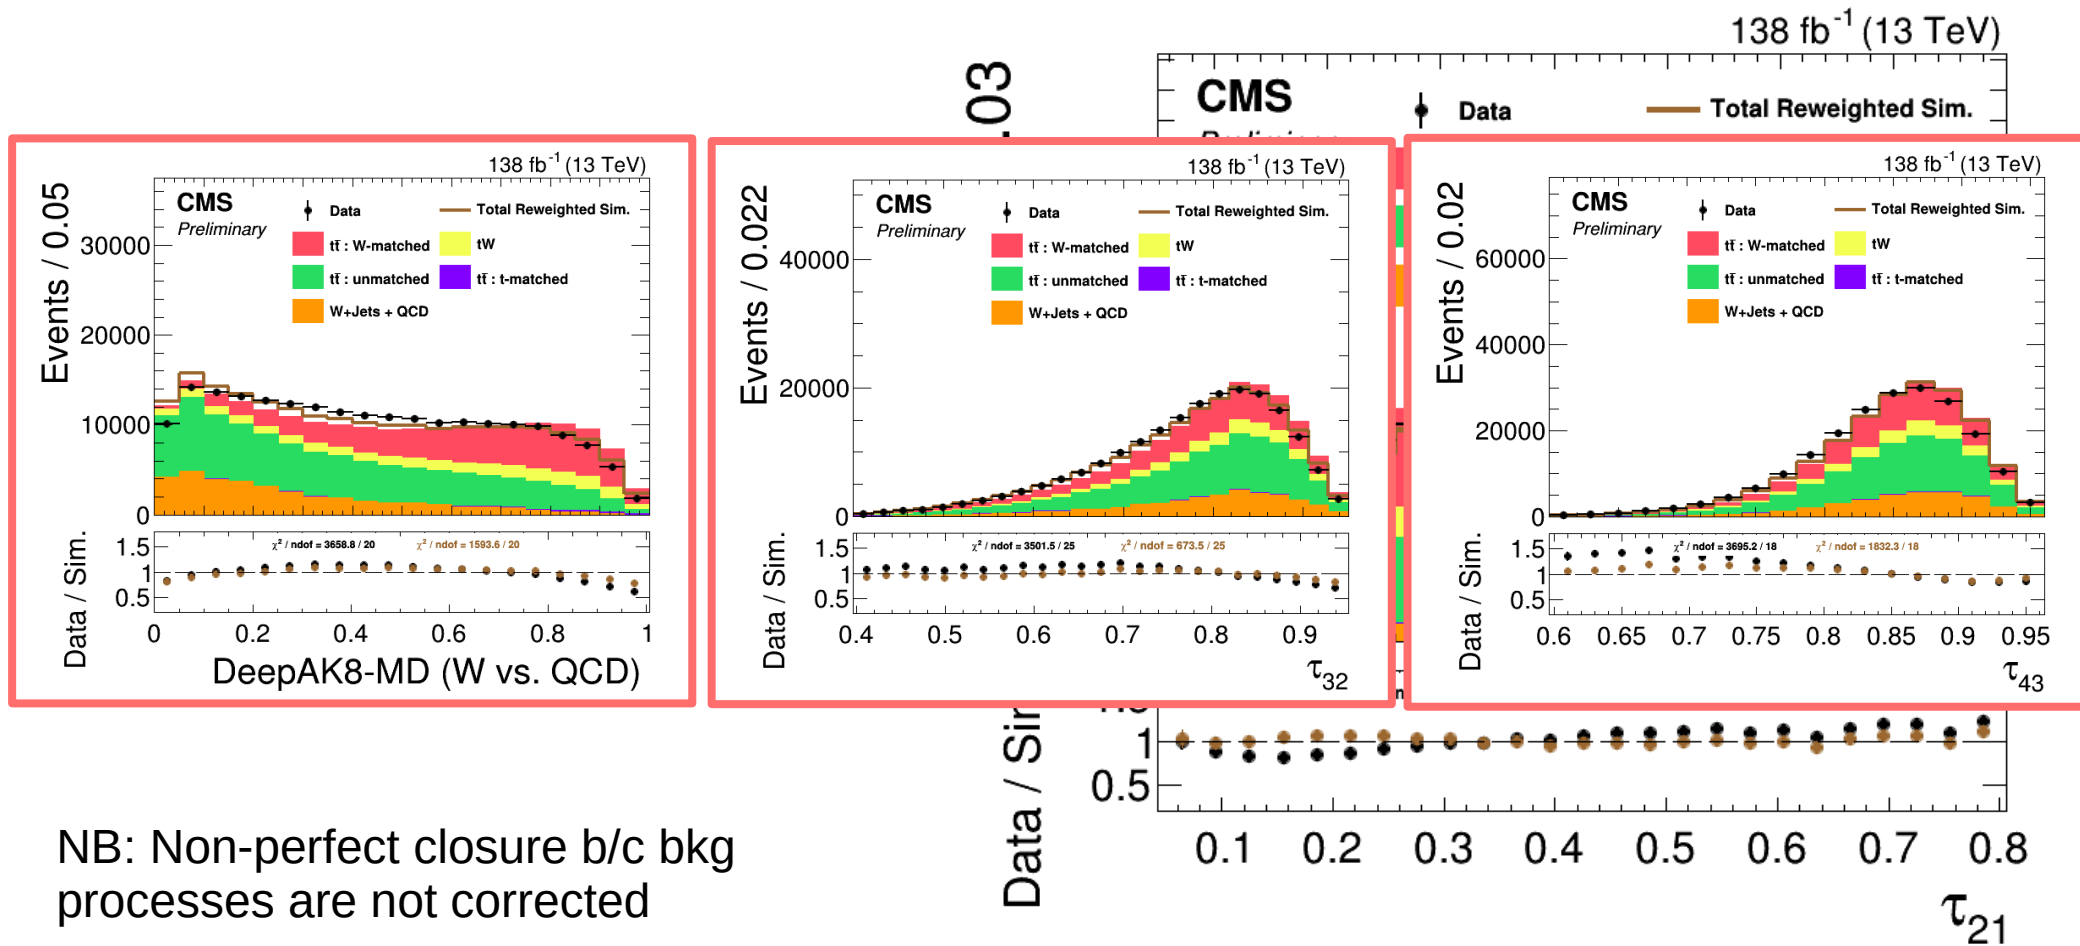 138 fb⁻¹ (13 TeV)
.03
CMS
Data
Total Reweighted Sim.
138 fb⁻¹ (13 TeV)
Events / 0.05
CMS
Preliminary
Data
Total Reweighted Sim.
tt̄ : W-matched
tW
tt̄ : unmatched
tt̄ : t-matched
W+Jets + QCD
30000
20000
10000
0
Data / Sim.
χ² / ndof = 3658.8 / 20
χ² / ndof = 1593.6 / 20
1.5
1
0.5
0 0.2 0.4 0.6 0.8 1
DeepAK8-MD (W vs. QCD)
138 fb⁻¹ (13 TeV)
Events / 0.022
CMS
Preliminary
Data
Total Reweighted Sim.
tt̄ : W-matched
tW
tt̄ : unmatched
tt̄ : t-matched
W+Jets + QCD
40000
20000
0
Data / Sim.
χ² / ndof = 3501.5 / 25
χ² / ndof = 673.5 / 25
1.5
1
0.5
0.4 0.5 0.6 0.7 0.8 0.9
τ₃₂
138 fb⁻¹ (13 TeV)
Events / 0.02
CMS
Preliminary
Data
Total Reweighted Sim.
tt̄ : W-matched
tW
tt̄ : unmatched
tt̄ : t-matched
W+Jets + QCD
60000
40000
20000
0
Data / Sim.
χ² / ndof = 3695.2 / 18
χ² / ndof = 1832.3 / 18
1.5
1
0.5
0.6 0.65 0.7 0.75 0.8 0.85 0.9 0.95
τ₄₃
Data / Sim
1
0.5
0.1 0.2 0.3 0.4 0.5 0.6 0.7 0.8
τ₂₁
NB: Non-perfect closure b/c bkg
processes are not corrected